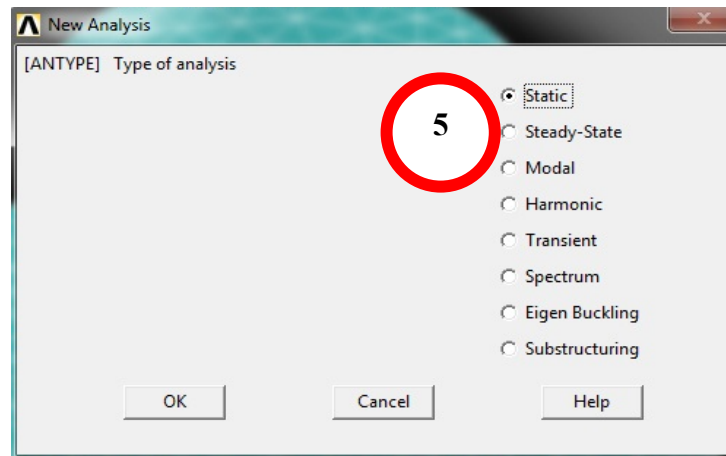 New Analysis
[ANTYPE] Type of analysis
Static
5
Steady-State
Modal
Harmonic
Transient
Spectrum
Eigen Buckling
Substructuring
OK Cancel Help